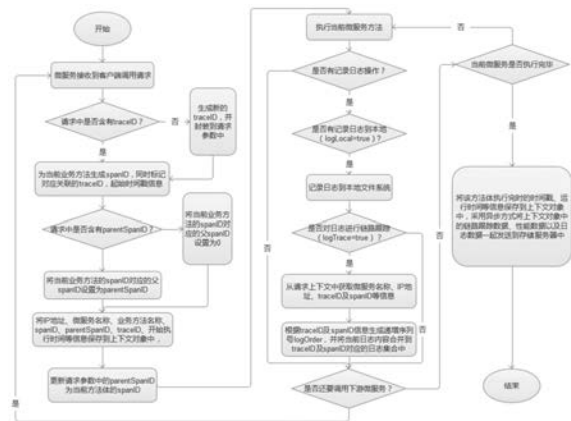 开始
微服务接收到客户端调用请求
请求中是否含有traceID？
否
生成新的
traceID，并
封装到请求
参数中
是
为当前业务方法生成spanID，同时标记
对应关联的traceID，起始时间戳信息
请求中是否含有parentSpanID？
否
将当前业务
方法的spanID对
应的父spanID
设置为0
是
将当前业务方法的spanID对应的父
spanID设置为parentSpanID
将IP地址、微服务名称、业务方法名称、
spanID、parentSpanID、traceID、开始执
行时间等信息保存到上下文对象中，
更新请求参数中的parentSpanID
为当前方法体的spanID
是
执行当前微服务方法
是否有记录日志操作？
是
是否有记录日志到本地
（logLocal=true）？
是
记录日志到本地文件系统
是否对日志进行链路跟踪
（logTrace=true）？
否
是
从请求上下文中获取微服务名称、IP地
址、traceID及spanID等信息
根据traceID及spanID信息生成递增序列
号logOrder，并将当前日志内容合并到
traceID及spanID对应的日志集合中
否
是否还要调用下游微服务？
否
否
当前微服务是否执行完毕
是
将该方法体执行完时的时间戳、运
行时间等信息保存到上下文对象
中，采用异步方式将上下文对象中
的链路跟踪数据、性能数据以及日
志数据一起发送到存储服务器中
结束